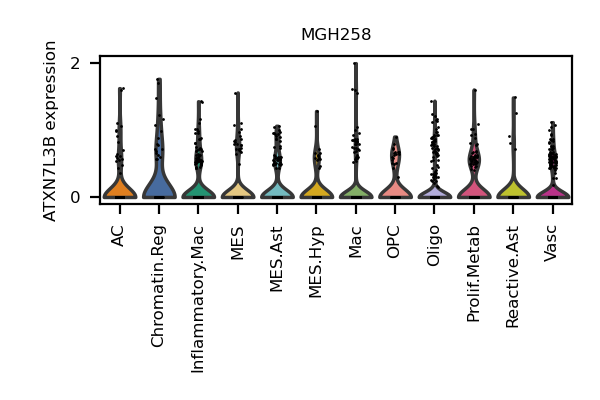 MGH258
ATXN7L3B expression
2
0
AC
Chromatin.Reg
Inflammatory.Mac
MES
MES.Ast
MES.Hyp
Mac
OPC
Oligo
Prolif.Metab
Reactive.Ast
Vasc